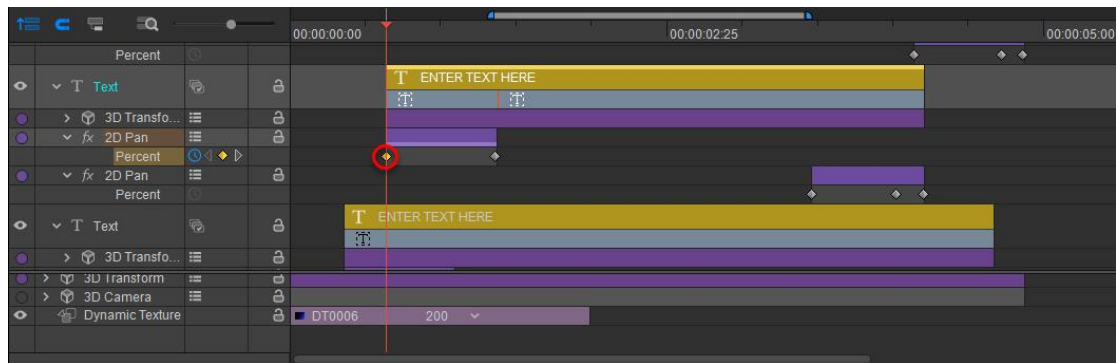 00:00:00:00 00:00:02:25 00:00:05:00
Percent
T Text T ENTER TEXT HERE
T T
3D Transfo...
fx 2D Pan
Percent
fx 2D Pan
Percent
T Text T ENTER TEXT HERE
T
3D Transfo...
3D Transform
3D Camera
Dynamic Texture DT0006 200